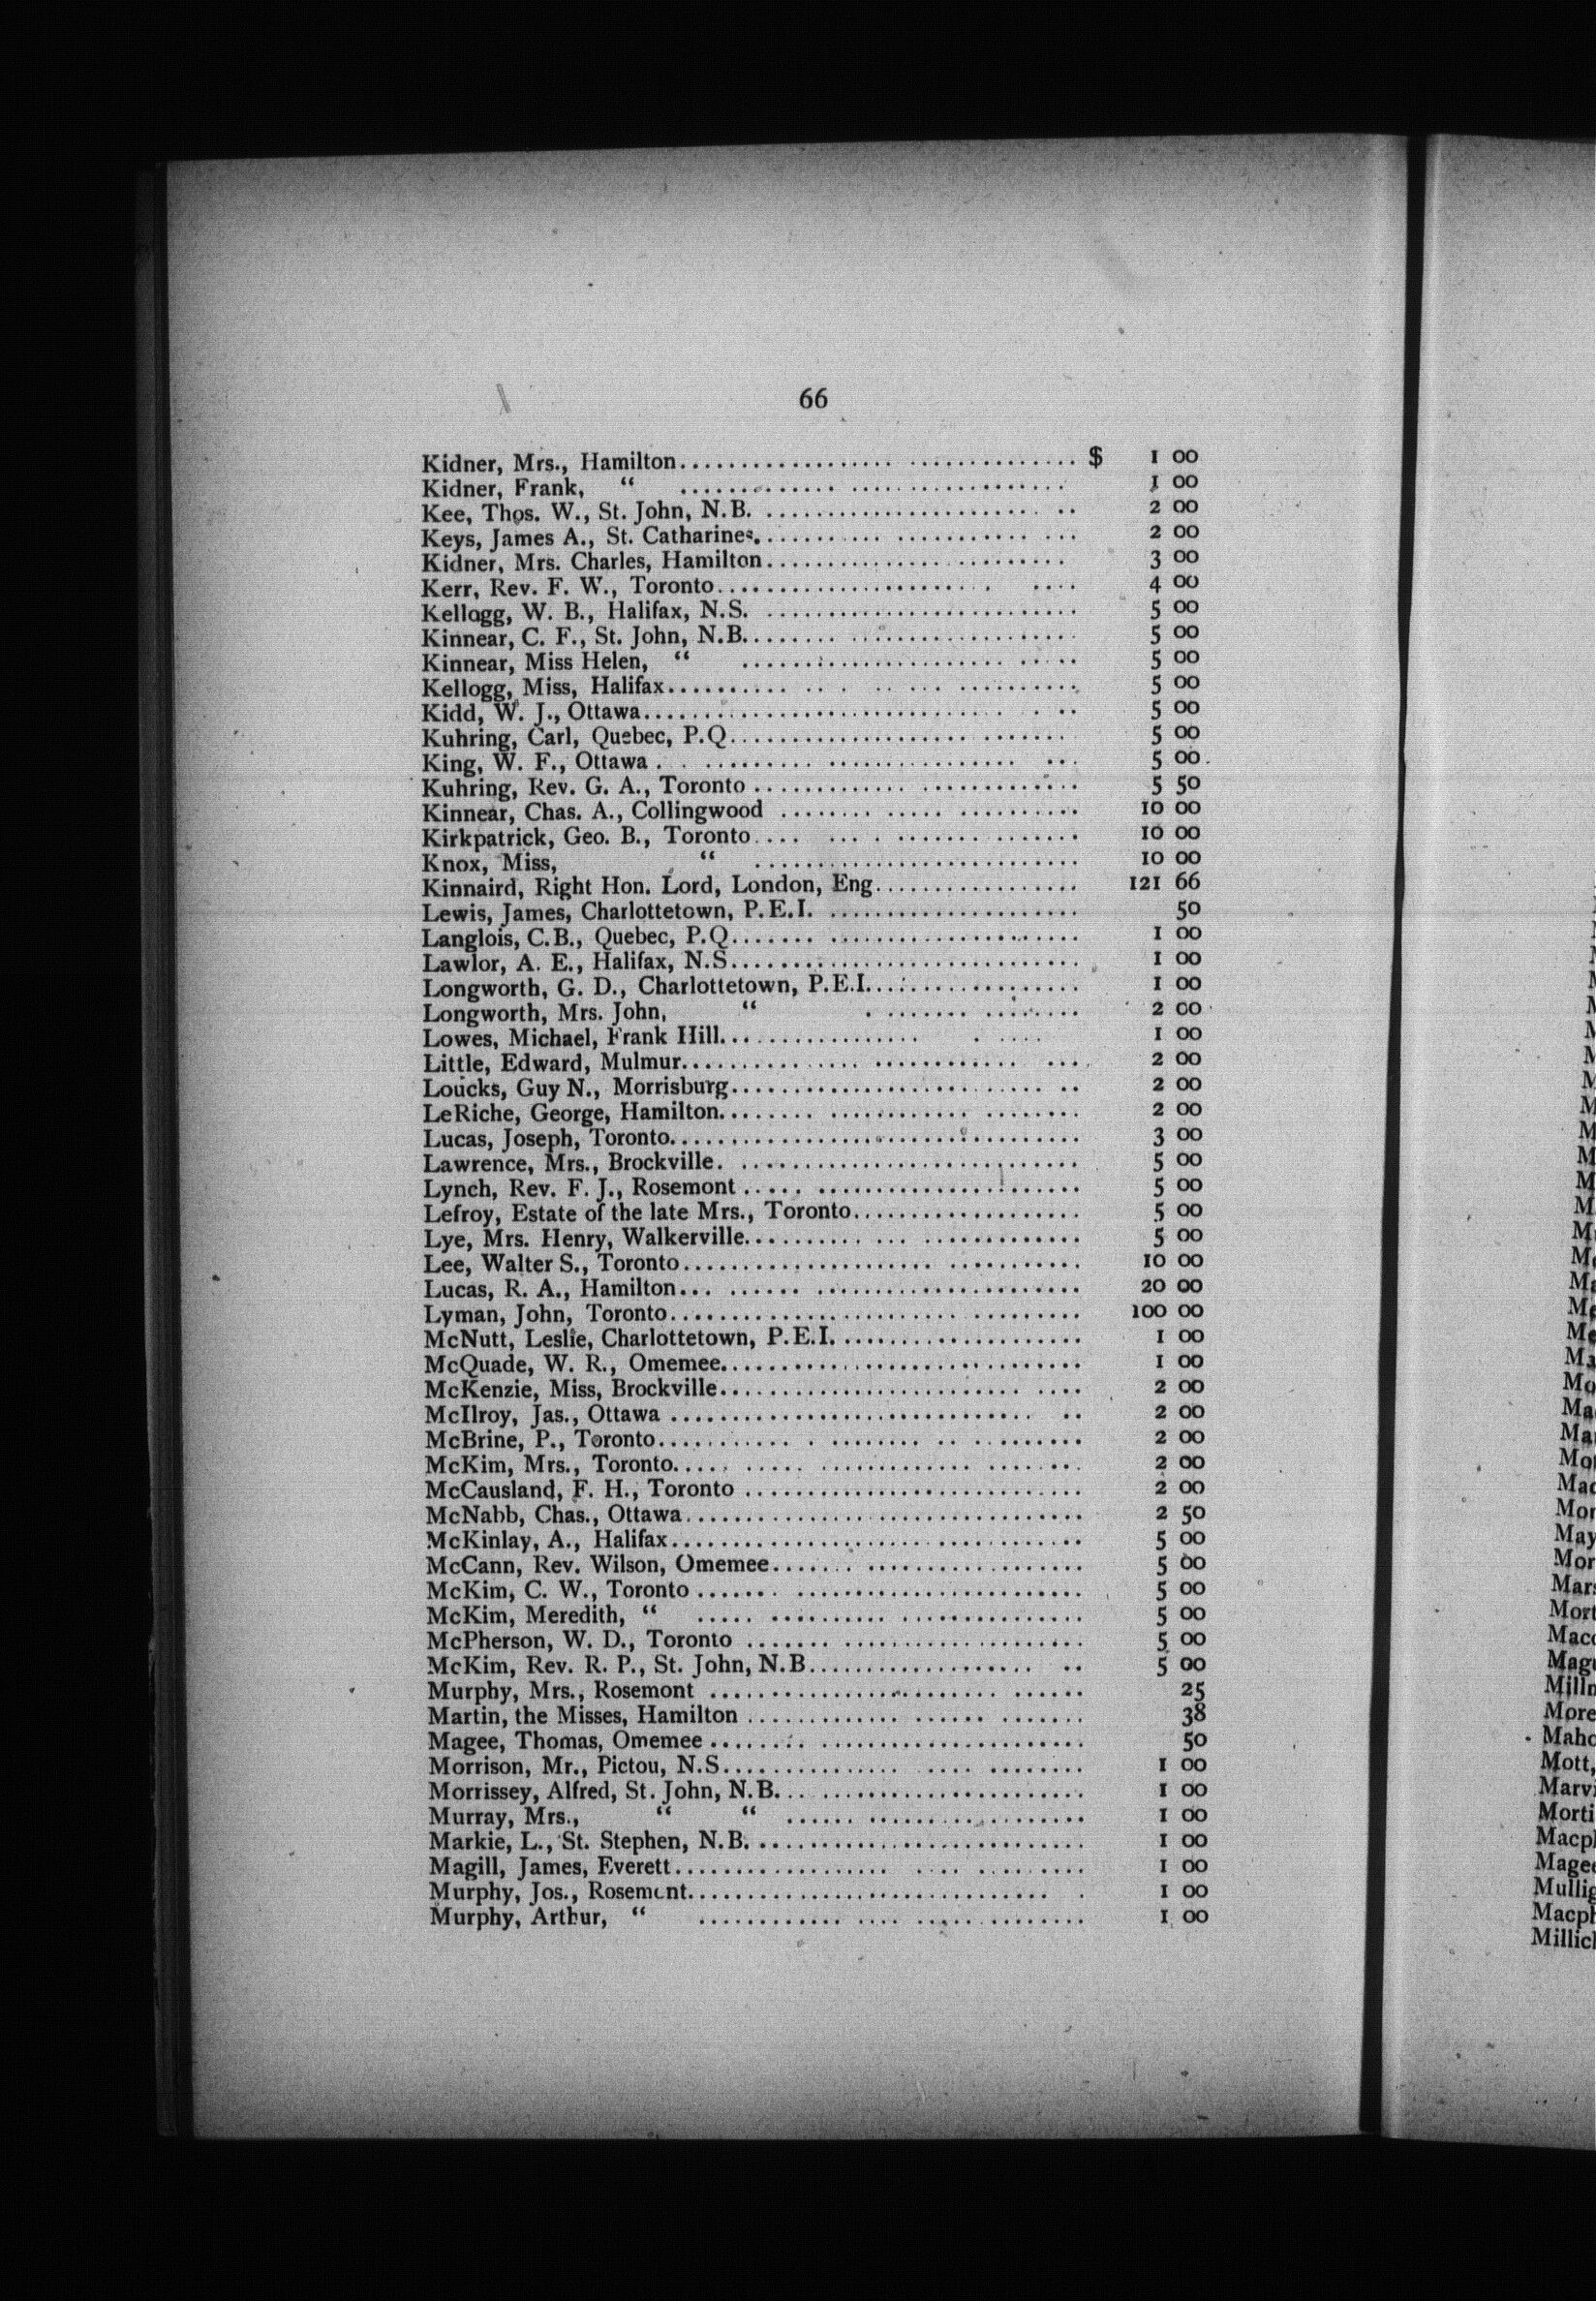 66
Kidner, Mrs., Hamilton.................................. $ 1 00
Kidner, Frank, " .............................. 1 00
Kee, Thos. W., St. John, N.B. .......................... 2 00
Keys, James A., St. Catharines.......................... 2 00
Kidner, Mrs. Charles, Hamilton........................ 3 00
Kerr, Rev. F. W., Toronto.......................... 4 00
Kellogg, W. B., Halifax, N.S. .......................... 5 00
Kinnear, C. F., St. John, N.B........................... 5 00
Kinnear, Miss Helen, " .......................... 5 00
Kellogg, Miss, Halifax.............................. 5 00
Kidd, W. J., Ottawa................................ 5 00
Kuhring, Carl, Quebec, P.Q.......................... 5 00
King, W. F., Ottawa .............................. 5 00
Kuhring, Rev. G. A., Toronto .......................... 5 50
Kinnear, Chas. A., Collingwood ........................ 10 00
Kirkpatrick, Geo. B., Toronto.......................... 10 00
Knox, Miss, " .......................... 10 00
Kinnaird, Right Hon. Lord, London, Eng................. 121 66
Lewis, James, Charlottetown, P.E.I. ..................... 50
Langlois, C.B., Quebec, P.Q............................ 1 00
Lawlor, A. E., Halifax, N.S............................ 1 00
Longworth, G. D., Charlottetown, P.E.I.................. 1 00
Longworth, Mrs. John, " ................ 2 00
Lowes, Michael, Frank Hill....................... 1 00
Little, Edward, Mulmur.............................. 2 00
Loucks, Guy N., Morrisburg............................ 2 00
LeRiche, George, Hamilton............................ 2 00
Lucas, Joseph, Toronto................................ 3 00
Lawrence, Mrs., Brockville. ............................ 5 00
Lynch, Rev. F. J., Rosemont .......................... 5 00
Lefroy, Estate of the late Mrs., Toronto................... 5 00
Lye, Mrs. Henry, Walkerville.......................... 5 00
Lee, Walter S., Toronto................................ 10 00
Lucas, R. A., Hamilton................................ 20 00
Lyman, John, Toronto................................ 100 00
McNutt, Leslie, Charlottetown, P.E.I..................... 1 00
McQuade, W. R., Omemee.............................. 1 00
McKenzie, Miss, Brockville............................ 2 00
McIlroy, Jas., Ottawa ................................ 2 00
McBrine, P., Toronto................................ 2 00
McKim, Mrs., Toronto................................ 2 00
McCausland, F. H., Toronto ............................ 2 00
McNabb, Chas., Ottawa................................ 2 50
McKinlay, A., Halifax................................ 5 00
McCann, Rev. Wilson, Omemee........................ 5 00
McKim, C. W., Toronto .............................. 5 00
McKim, Meredith, " .............................. 5 00
McPherson, W. D., Toronto .......................... 5 00
McKim, Rev. R. P., St. John, N.B..................... 5 00
Murphy, Mrs., Rosemont .............................. 25
Martin, the Misses, Hamilton .......................... 38
Magee, Thomas, Omemee .............................. 50
Morrison, Mr., Pictou, N.S............................ 1 00
Morrissey, Alfred, St. John, N.B........................ 1 00
Murray, Mrs., " " ........................ 1 00
Markie, L., St. Stephen, N.B. .......................... 1 00
Magill, James, Everett.............................. 1 00
Murphy, Jos., Rosemont.............................. 1 00
Murphy, Arthur, " .............................. 1 00